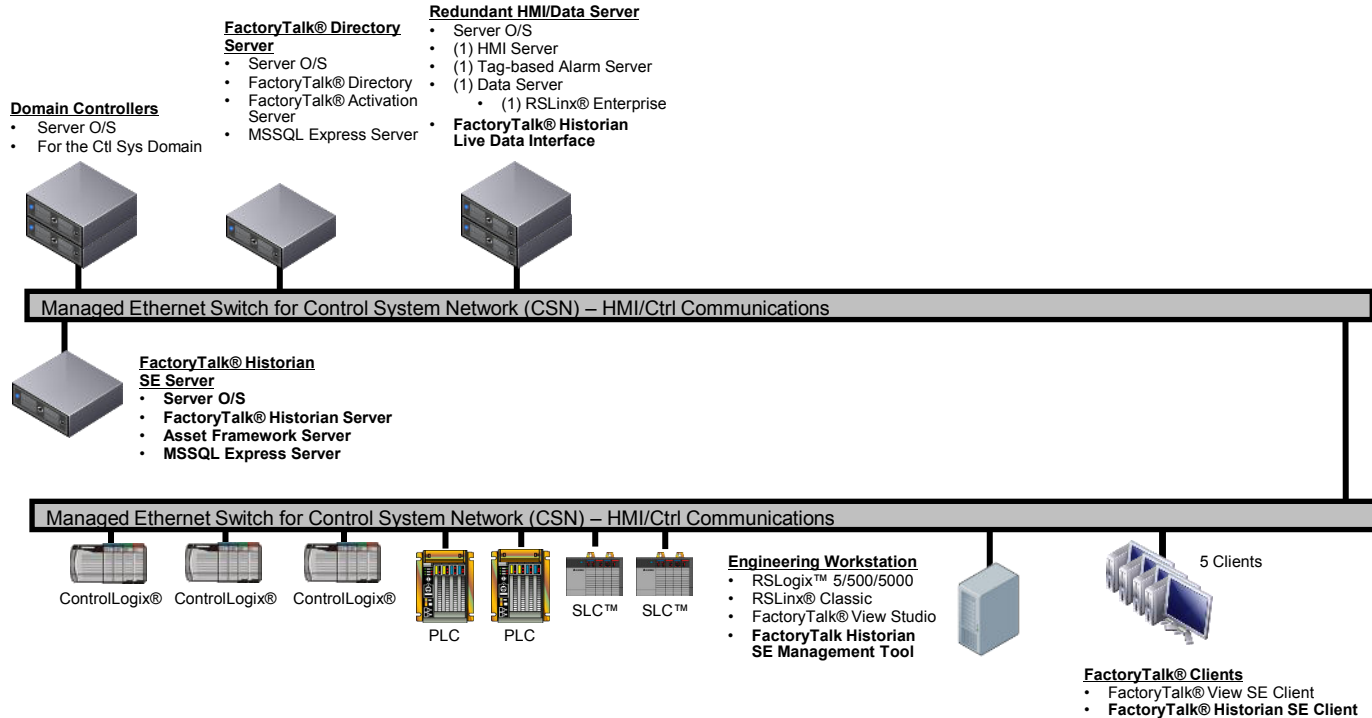 Domain Controllers
• Server O/S
• For the Ctl Sys Domain
FactoryTalk® Directory
Server
• Server O/S
• FactoryTalk® Directory
• FactoryTalk® Activation
Server
• MSSQL Express Server
Redundant HMI/Data Server
• Server O/S
• (1) HMI Server
• (1) Tag-based Alarm Server
• (1) Data Server
• (1) RSLinx® Enterprise
• FactoryTalk® Historian
Live Data Interface
Managed Ethernet Switch for Control System Network (CSN) – HMI/Ctrl Communications
FactoryTalk® Historian
SE Server
• Server O/S
• FactoryTalk® Historian Server
• Asset Framework Server
• MSSQL Express Server
Managed Ethernet Switch for Control System Network (CSN) – HMI/Ctrl Communications
ControlLogix®
ControlLogix®
ControlLogix®
PLC
PLC
SLC™
SLC™
Engineering Workstation
• RSLogix™ 5/500/5000
• RSLinx® Classic
• FactoryTalk® View Studio
• FactoryTalk Historian
SE Management Tool
5 Clients
FactoryTalk® Clients
• FactoryTalk® View SE Client
• FactoryTalk® Historian SE Client